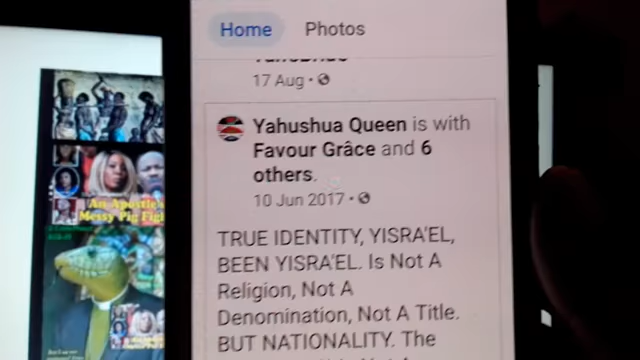 Home Photos
17 Aug
Yahushua Queen is with
Favour Grâce and 6
others.
10 Jun 2017
TRUE IDENTITY, YISRA'EL,
BEEN YISRA'EL. Is Not A
Religion, Not A
Denomination, Not A Title.
BUT NATIONALITY. The
An Apostle's
Messy Pig Figh